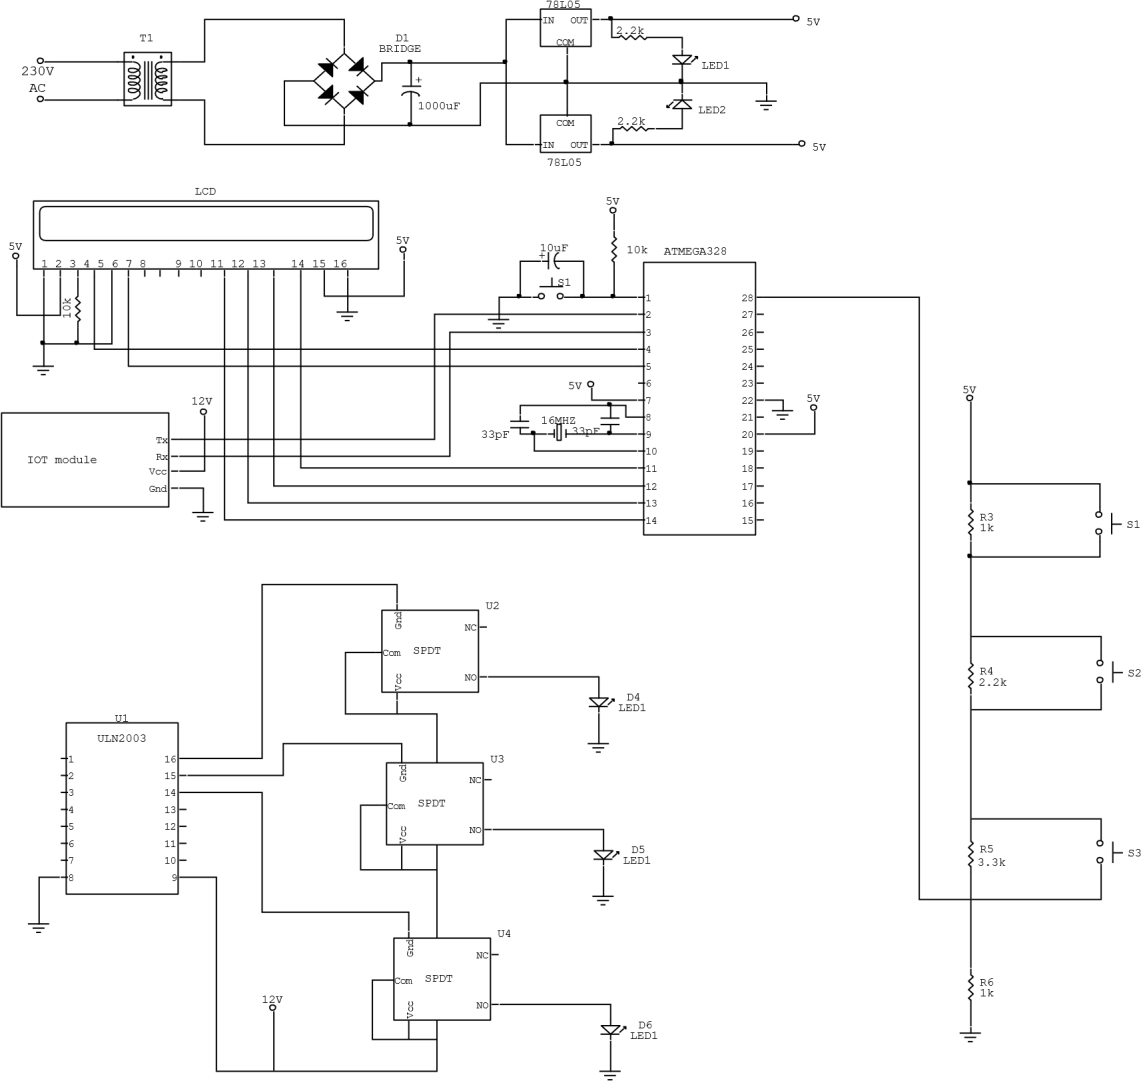 78L05
IN OUT
COM
5V
2.2k
LED1
T1
D1
BRIDGE
230V
AC
+
1000uF
LED2
2.2k
COM
IN OUT
78L05
5V
LCD
5V
1 2 3 4 5 6 7 8 9 10 11 12 13 14 15 16
5V
10k
10uF
+
S1
5V
10k
ATMEGA328
1 28
2 27
3 26
4 25
5 24
6 23
7 22
8 21
9 20
10 19
11 18
12 17
13 16
14 15
5V
16MHZ
33pF
33pF
5V
12V
IOT module
Tx
Rx
Vcc
Gnd
5V
R3
1k
S1
R4
2.2k
S2
R5
3.3k
S3
R6
1k
U2
Gnd
NC
Com
SPDT
Vcc
NO
D4
LED1
U1
ULN2003
1 16
2 15
3 14
4 13
5 12
6 11
7 10
8 9
U3
Gnd
NC
Com
SPDT
Vcc
NO
D5
LED1
U4
Gnd
NC
Com
SPDT
Vcc
NO
D6
LED1
12V